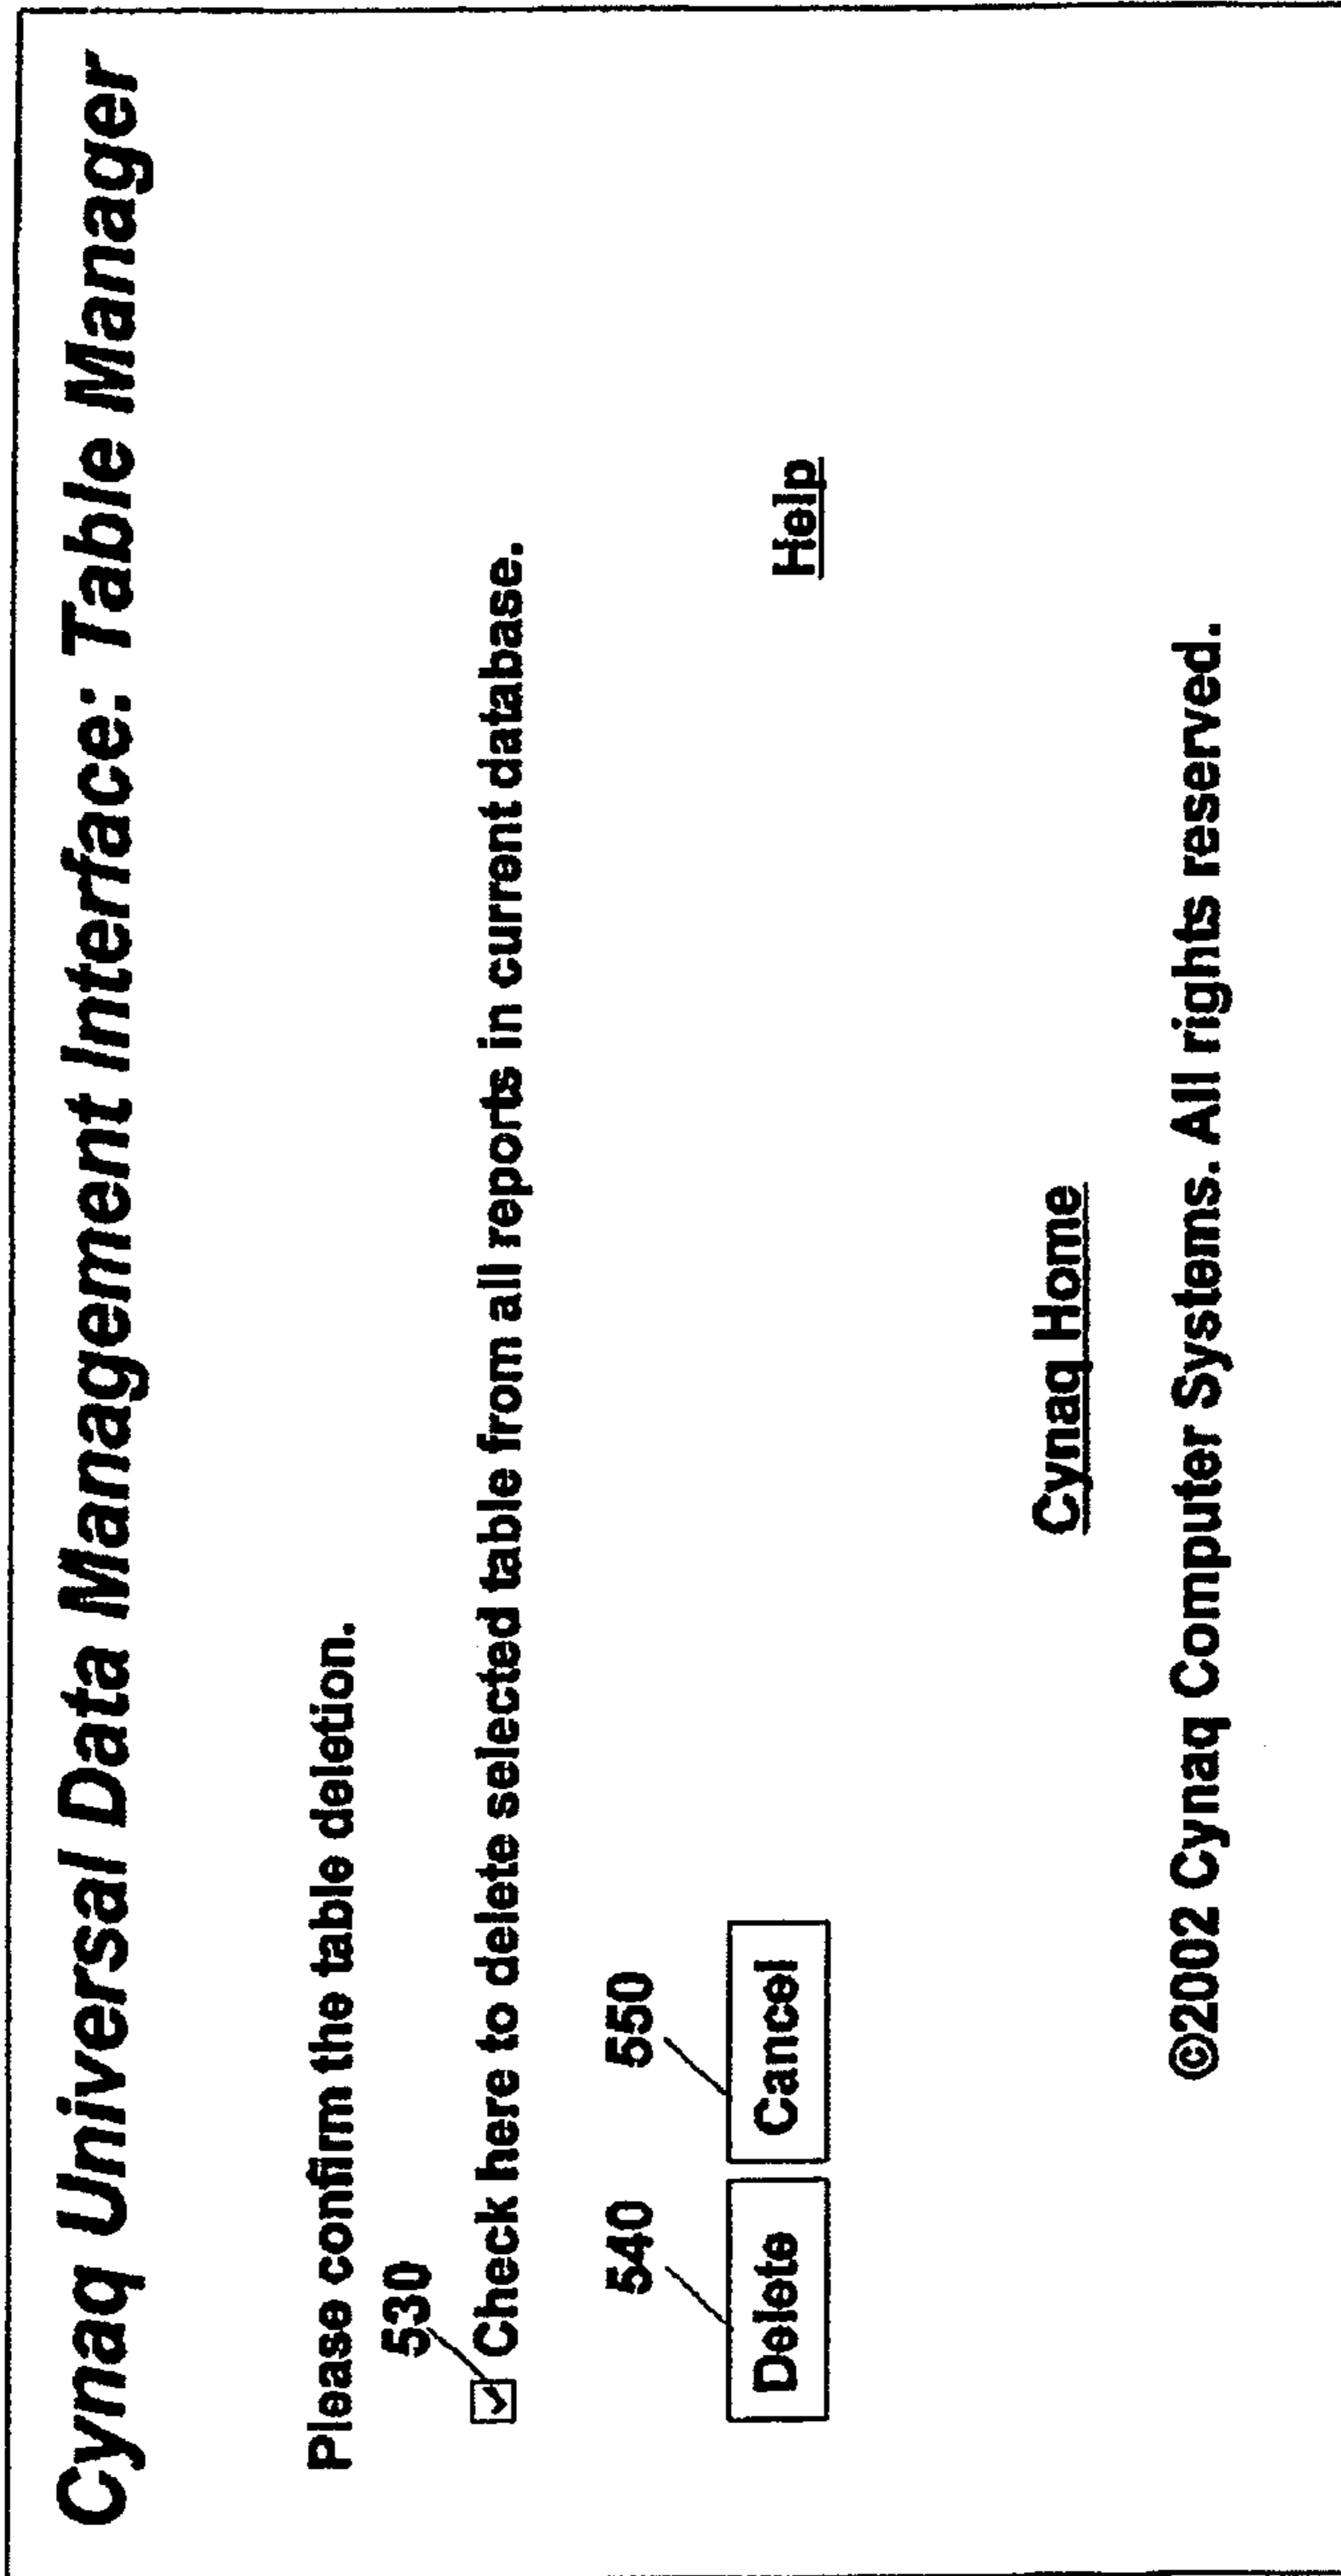 Cynaq Universal Data Management Interface: Table Manager
Please confirm the table deletion.
530
Check here to delete selected table from all reports in current database.
540 550
Delete Cancel Help
Cynaq Home
©2002 Cynaq Computer Systems. All rights reserved.